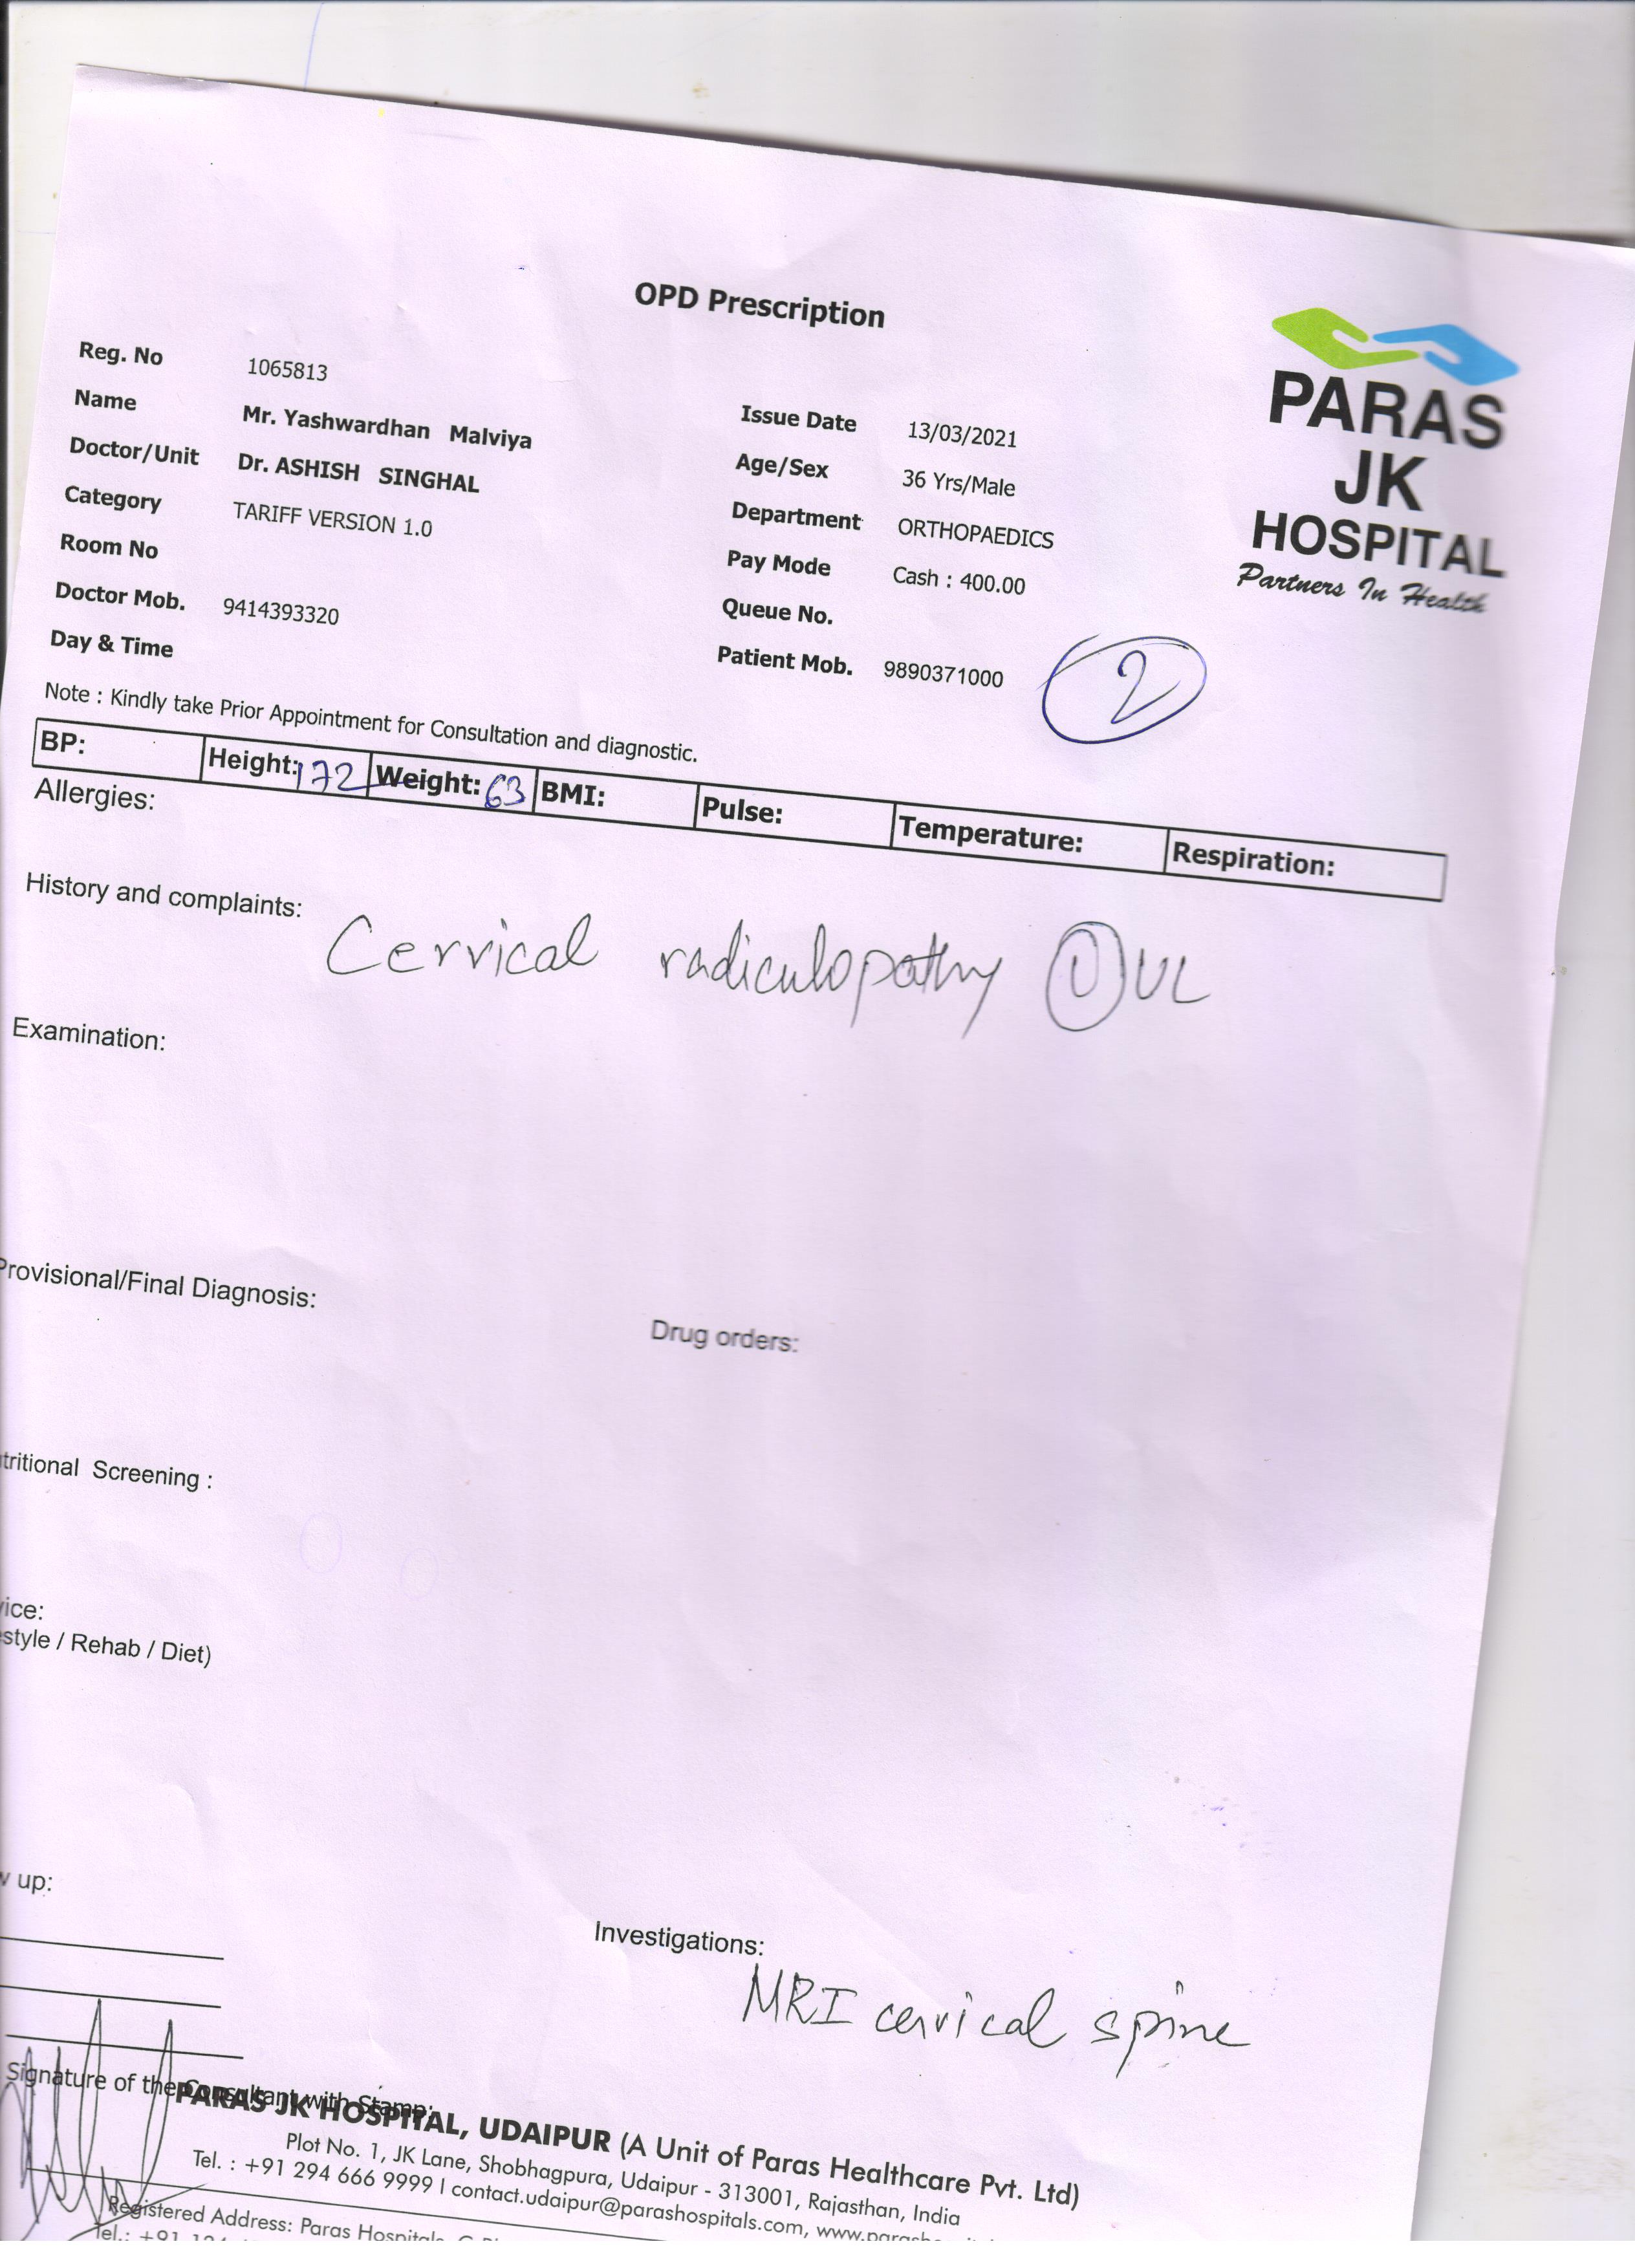 OPD Prescription
PARAS
JK
HOSPITAL
Partners In Health
Reg. No 1065813
Name Mr. Yashwardhan Malviya
Doctor/Unit Dr. ASHISH SINGHAL
Category TARIFF VERSION 1.0
Room No
Doctor Mob. 9414393320
Day & Time
Issue Date 13/03/2021
Age/Sex 36 Yrs/Male
Department ORTHOPAEDICS
Pay Mode Cash : 400.00
Queue No.
Patient Mob. 9890371000
2
Note : Kindly take Prior Appointment for Consultation and diagnostic.
BP: Height: 172 Weight: 63 BMI: Pulse: Temperature: Respiration:
Allergies:
History and complaints: Cervical radiculopathy Ⓛ UL
Examination:
Provisional/Final Diagnosis:
Drug orders:
tritional Screening :
vice:
estyle / Rehab / Diet)
w up:
Investigations:
MRI cervical spine
Signature of the Consultant with Stamp:
PARAS JK HOSPITAL, UDAIPUR (A Unit of Paras Healthcare Pvt. Ltd)
Plot No. 1, JK Lane, Shobhagpura, Udaipur - 313001, Rajasthan, India
Tel. : +91 294 666 9999 | contact.udaipur@parashospitals.com,
Registered Address: Paras Hospitals,
Tel.: +91